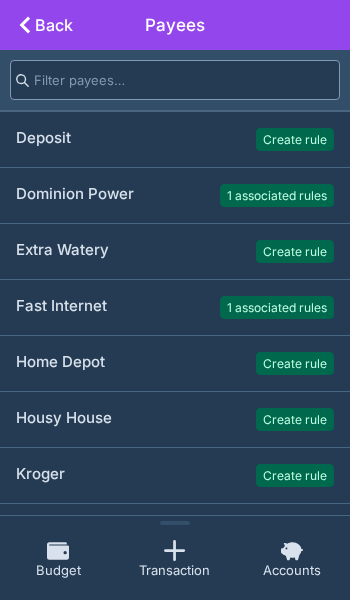 Back
Payees
Filter payees...
Deposit
Create rule
Dominion Power
1 associated rules
Extra Watery
Create rule
Fast Internet
1 associated rules
Home Depot
Create rule
Housy House
Create rule
Kroger
Create rule
Budget
Transaction
Accounts